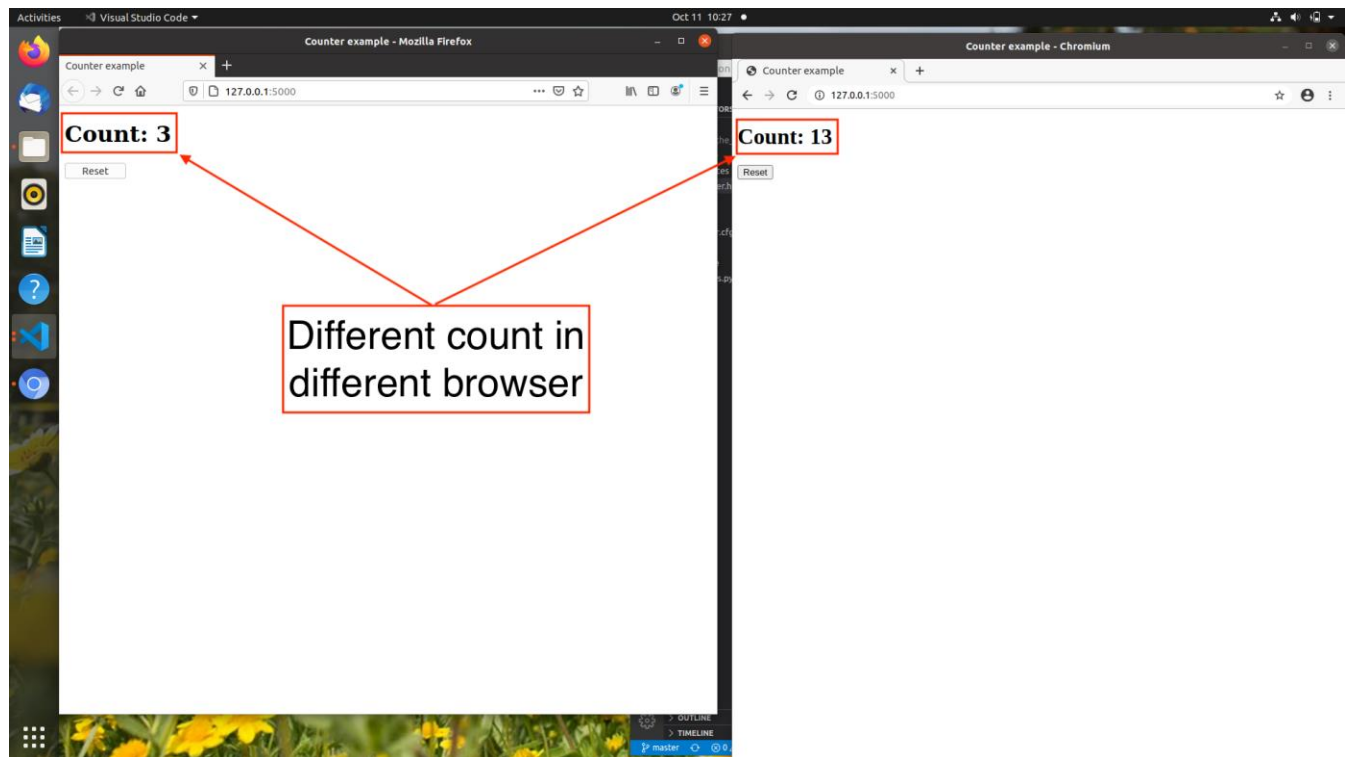 Activities Visual Studio Code Oct 11 10:27
Counter example - Mozilla Firefox
Counter example
127.0.0.1:5000
Count: 3
Reset
Counter example - Chromium
Counter example
127.0.0.1:5000
Count: 13
Reset
Different count in
different browser
OUTLINE
TIMELINE
master 0